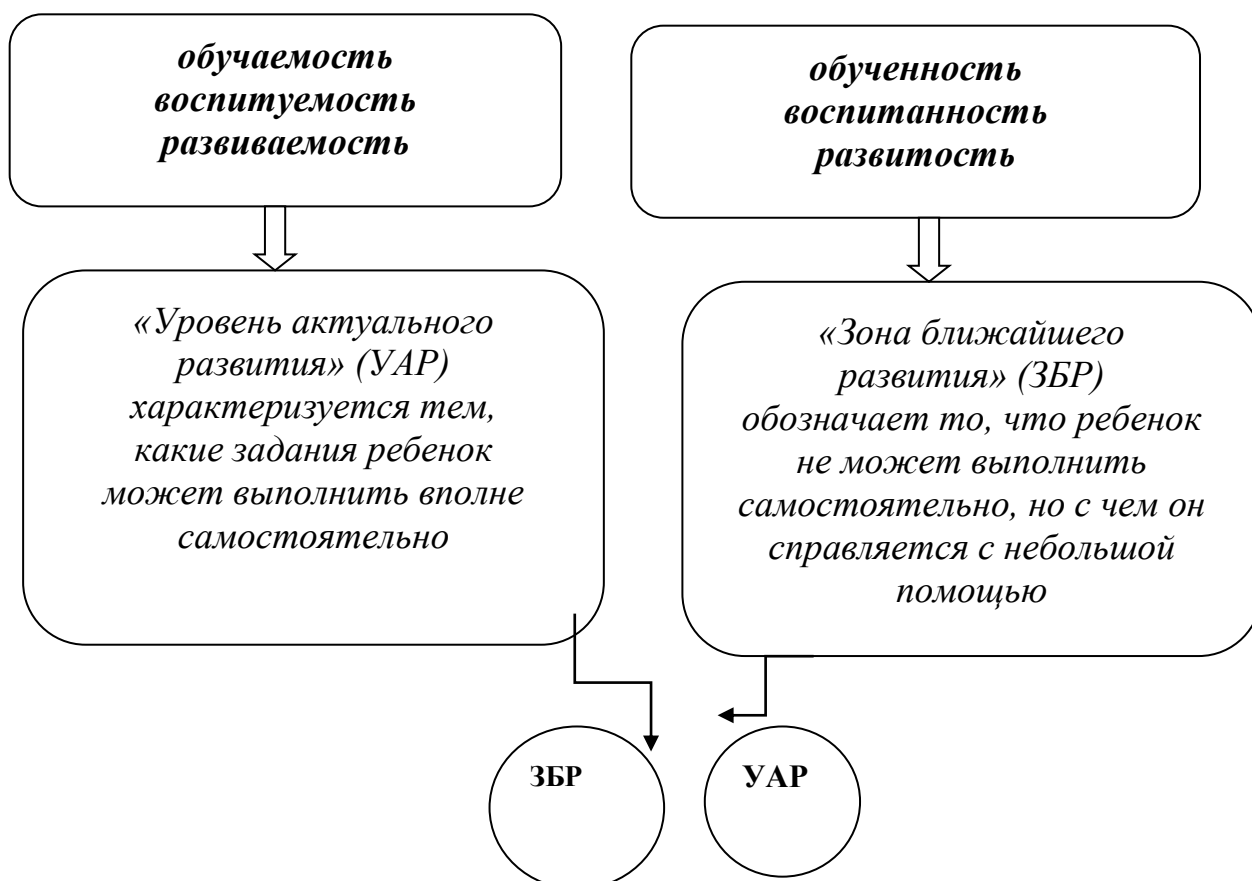 обучаемость
воспитуемость
развиваемость
обученность
воспитанность
развитость
«Уровень актуального
развития» (УАР)
характеризуется тем,
какие задания ребенок
может выполнить вполне
самостоятельно
«Зона ближайшего
развития» (ЗБР)
обозначает то, что ребенок
не может выполнить
самостоятельно, но с чем он
справляется с небольшой
помощью
ЗБР
УАР